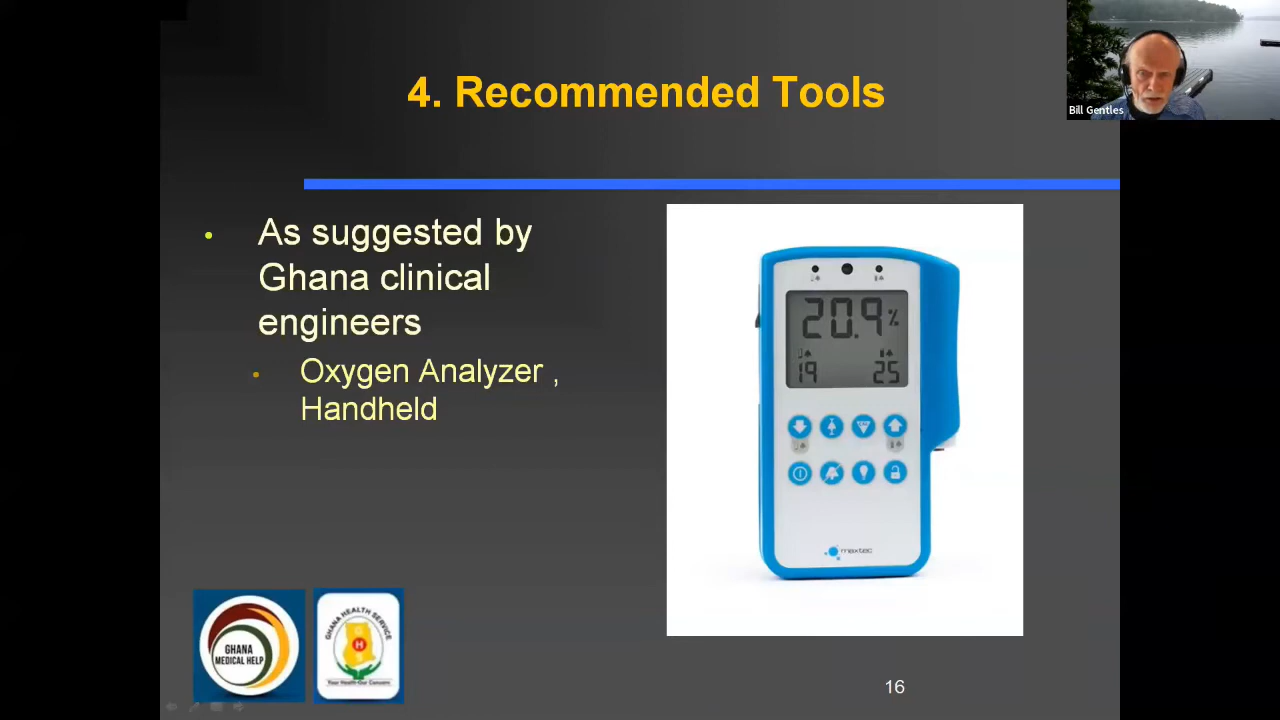 4. Recommended Tools
Bill Gentles
As suggested by
Ghana clinical
engineers
Oxygen Analyzer ,
Handheld
20.9%
19 25
maxtec
GHANA
MEDICAL HELP
GHANA HEALTH SERVICE
Your Health-Our Concern
16